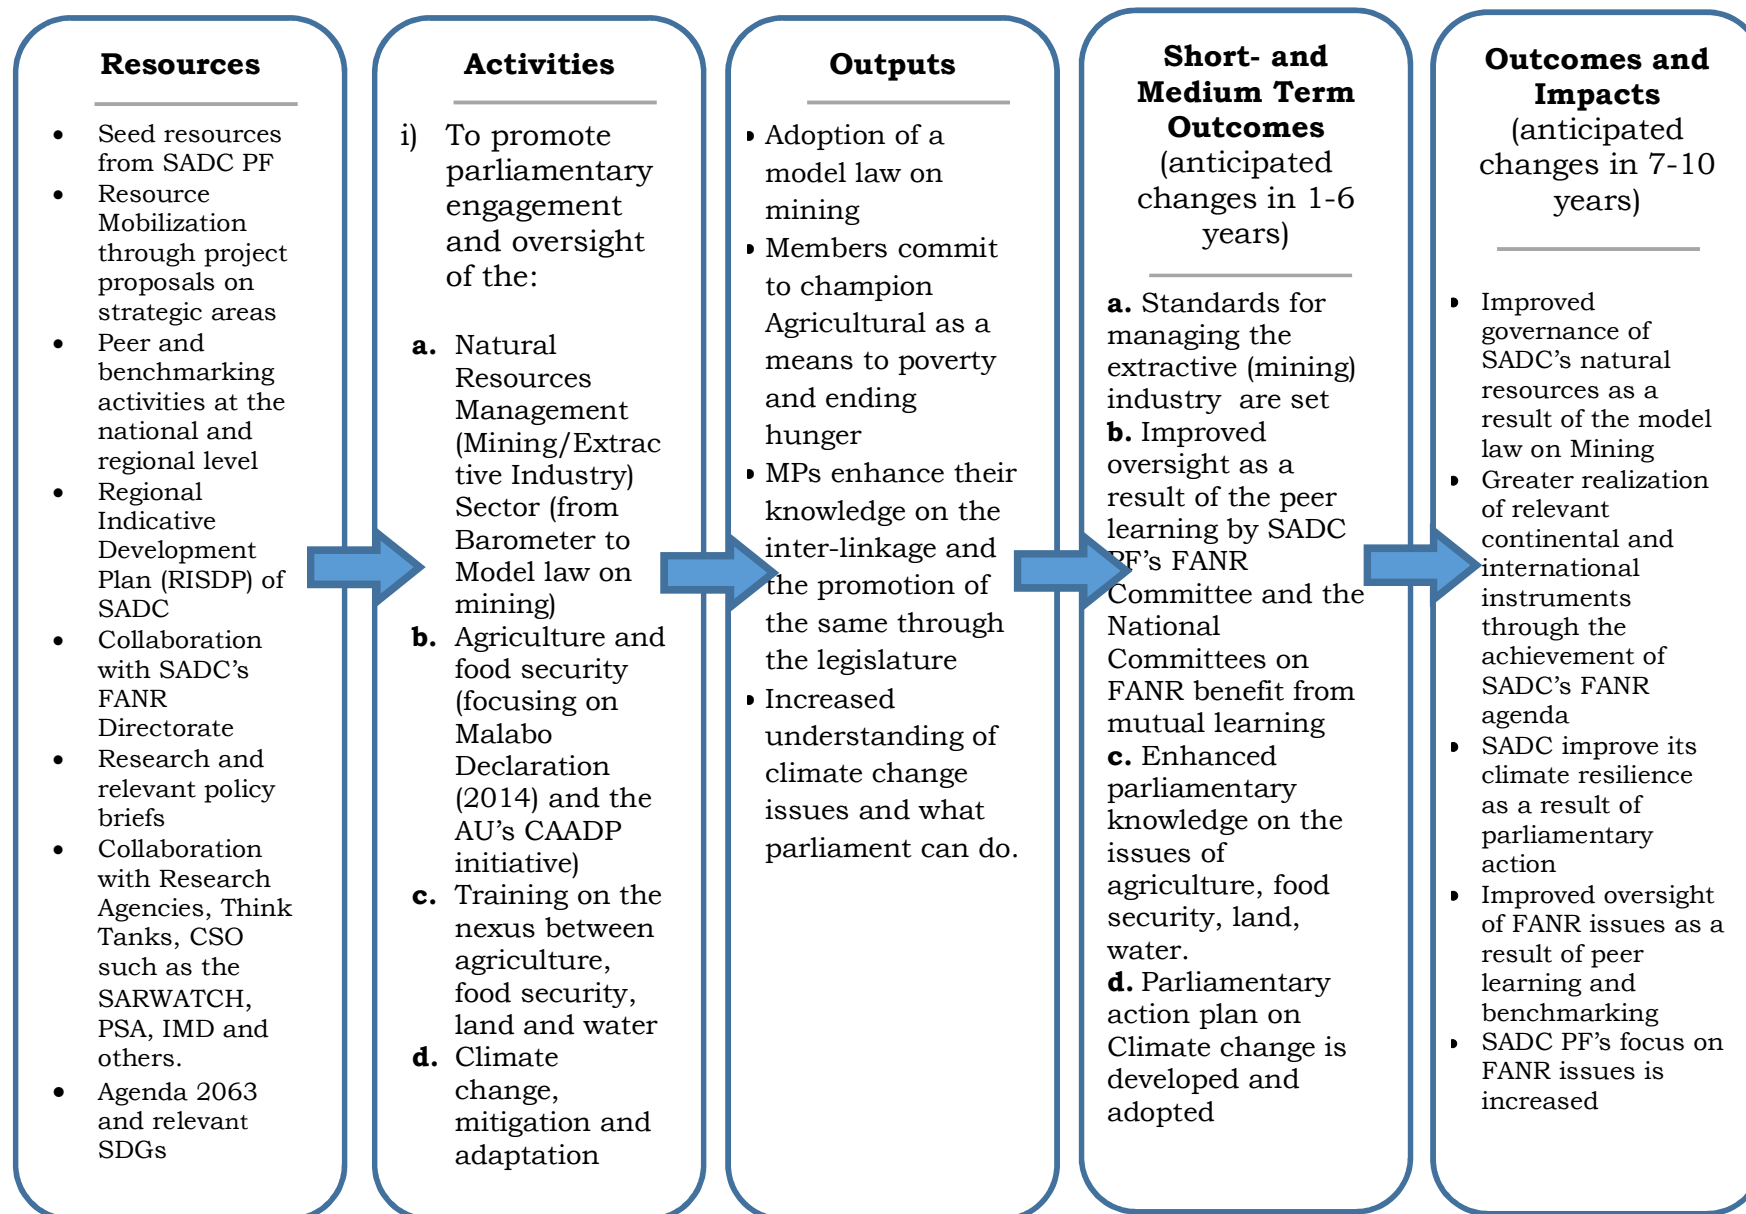 Resources
• Seed resources
from SADC PF
• Resource
Mobilization
through project
proposals on
strategic areas
• Peer and
benchmarking
activities at the
national and
regional level
• Regional
Indicative
Development
Plan (RISDP) of
SADC
• Collaboration
with SADC’s
FANR
Directorate
• Research and
relevant policy
briefs
• Collaboration
with Research
Agencies, Think
Tanks, CSO
such as the
SARWATCH,
PSA, IMD and
others.
• Agenda 2063
and relevant
SDGs
Activities
i) To promote
parliamentary
engagement
and oversight
of the:
a. Natural
Resources
Management
(Mining/Extrac
tive Industry)
Sector (from
Barometer to
Model law on
mining)
b. Agriculture and
food security
(focusing on
Malabo
Declaration
(2014) and the
AU’s CAADP
initiative)
c. Training on the
nexus between
agriculture,
food security,
land and water
d. Climate
change,
mitigation and
adaptation
Outputs
• Adoption of a
model law on
mining
• Members commit
to champion
Agricultural as a
means to poverty
and ending
hunger
• MPs enhance their
knowledge on the
inter-linkage and
the promotion of
the same through
the legislature
• Increased
understanding of
climate change
issues and what
parliament can do.
Short- and
Medium Term
Outcomes
(anticipated
changes in 1-6
years)
a. Standards for
managing the
extractive (mining)
industry are set
b. Improved
oversight as a
result of the peer
learning by SADC
PF’s FANR
Committee and the
National
Committees on
FANR benefit from
mutual learning
c. Enhanced
parliamentary
knowledge on the
issues of
agriculture, food
security, land,
water.
d. Parliamentary
action plan on
Climate change is
developed and
adopted
Outcomes and
Impacts
(anticipated
changes in 7-10
years)
• Improved
governance of
SADC’s natural
resources as a
result of the model
law on Mining
• Greater realization
of relevant
continental and
international
instruments
through the
achievement of
SADC’s FANR
agenda
• SADC improve its
climate resilience
as a result of
parliamentary
action
• Improved oversight
of FANR issues as a
result of peer
learning and
benchmarking
• SADC PF’s focus on
FANR issues is
increased